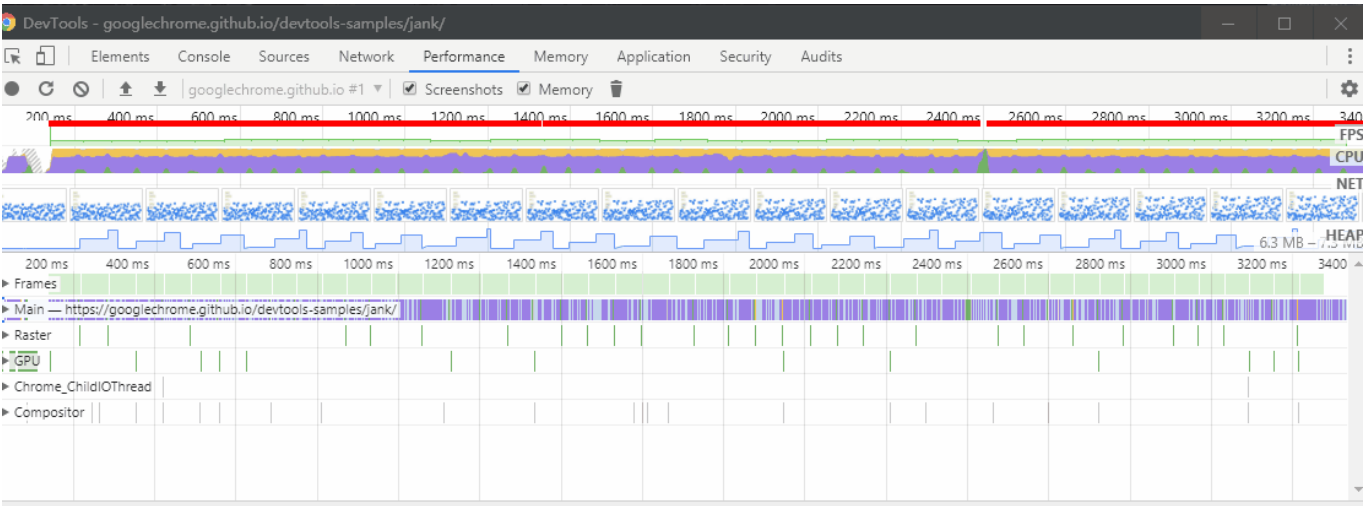 DevTools - googlechrome.github.io/devtools-samples/jank/
Elements Console Sources Network Performance Memory Application Security Audits
googlechrome.github.io #1 ▼ Screenshots Memory
200 ms 400 ms 600 ms 800 ms 1000 ms 1200 ms 1400 ms 1600 ms 1800 ms 2000 ms 2200 ms 2400 ms 2600 ms 2800 ms 3000 ms 3200 ms 340
FPS
CPU
NET
HEAP
6.3 MB – 7.5 MB
200 ms 400 ms 600 ms 800 ms 1000 ms 1200 ms 1400 ms 1600 ms 1800 ms 2000 ms 2200 ms 2400 ms 2600 ms 2800 ms 3000 ms 3200 ms 3400
Frames
Main — https://googlechrome.github.io/devtools-samples/jank/
Raster
GPU
Chrome_ChildIOThread
Compositor